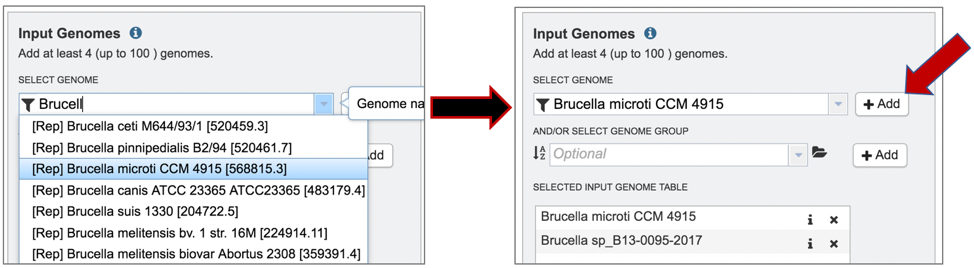 Input Genomes i
Add at least 4 (up to 100 ) genomes.
SELECT GENOME
Brucell
Genome na
[Rep] Brucella ceti M644/93/1 [520459.3]
[Rep] Brucella pinnipedialis B2/94 [520461.7]
dd
[Rep] Brucella microti CCM 4915 [568815.3]
[Rep] Brucella canis ATCC 23365 ATCC23365 [483179.4]
[Rep] Brucella suis 1330 [204722.5]
[Rep] Brucella melitensis bv. 1 str. 16M [224914.11]
[Rep] Brucella melitensis biovar Abortus 2308 [359391.4]
Input Genomes i
Add at least 4 (up to 100 ) genomes.
SELECT GENOME
Brucella microti CCM 4915
+ Add
AND/OR SELECT GENOME GROUP
A Z Optional
+ Add
SELECTED INPUT GENOME TABLE
Brucella microti CCM 4915 i x
Brucella sp_B13-0095-2017 i x